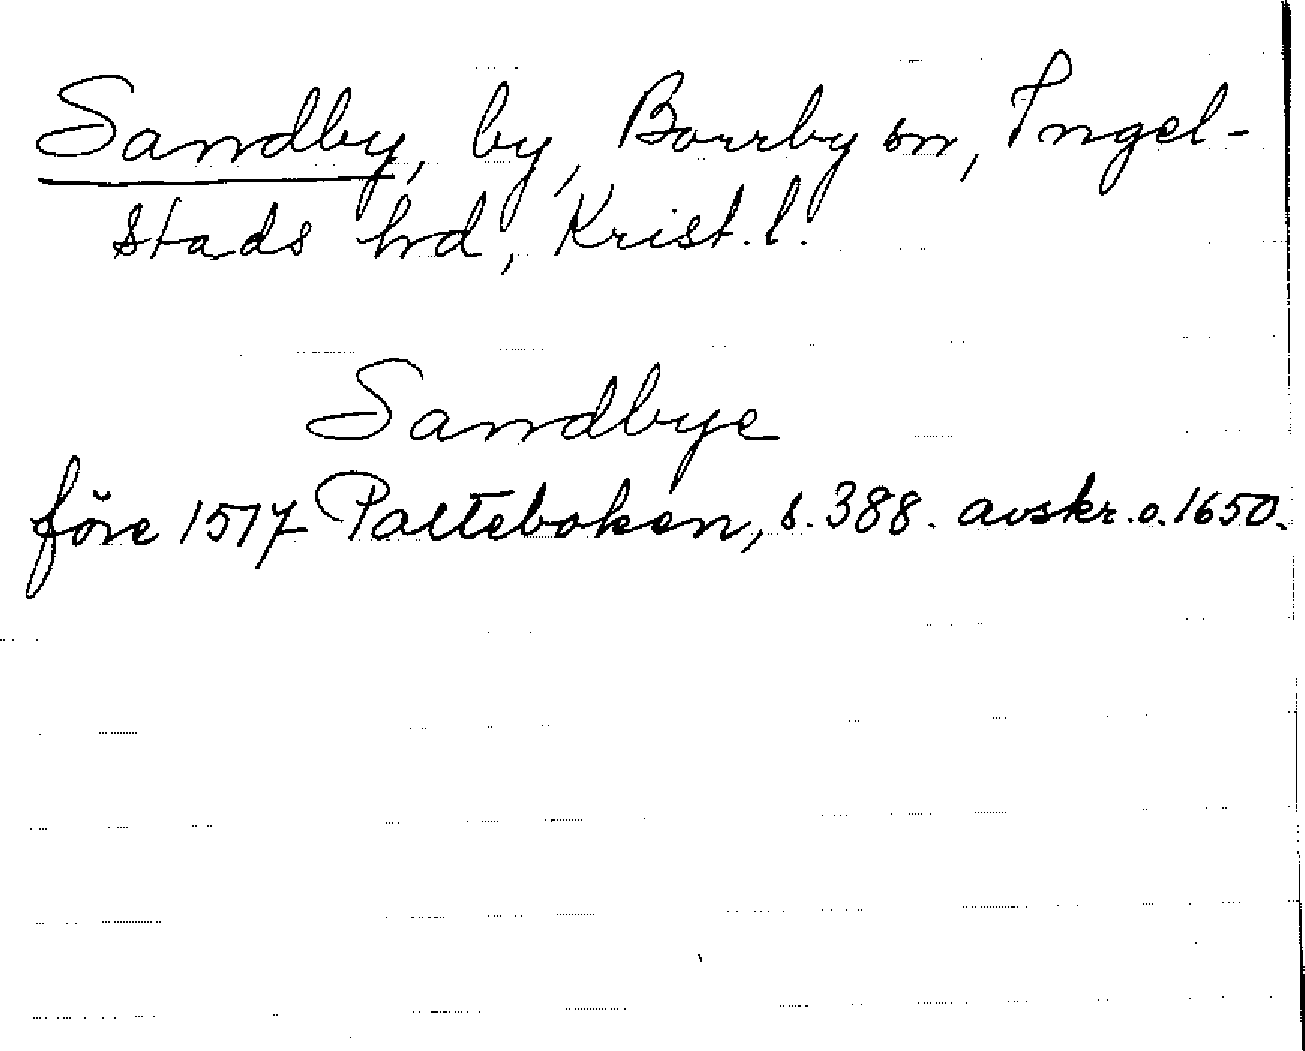 Sandby, by, Borrby sn, Ingel-
stads hd, Krist. l.
Sandbye
före 1517 Palteboken, s. 388. avskr. o. 1650.